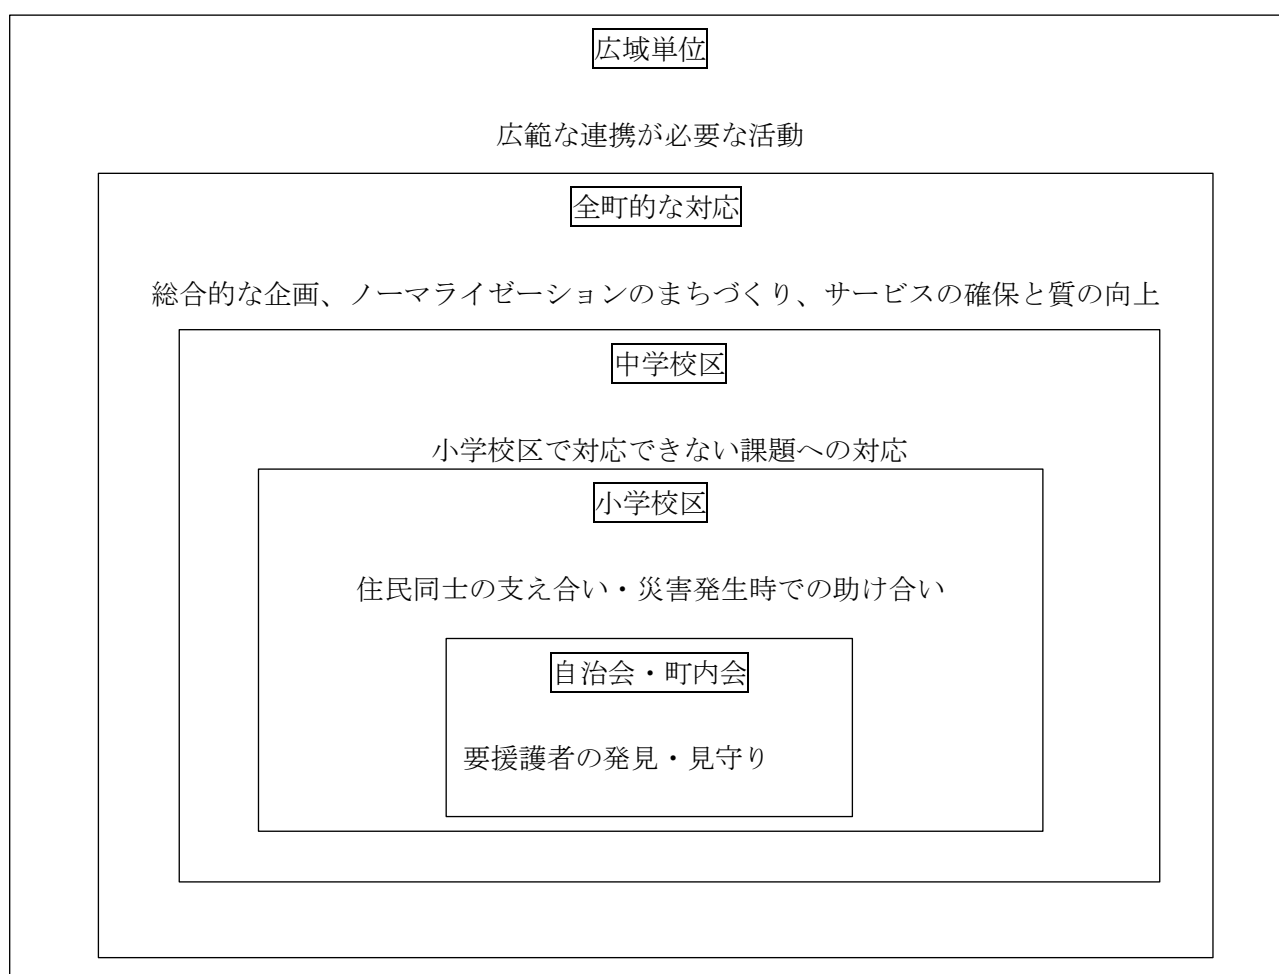 広域単位
広範な連携が必要な活動
全町的な対応
総合的な企画、ノーマライゼーションのまちづくり、サービスの確保と質の向上
中学校区
小学校区で対応できない課題への対応
小学校区
住民同士の支え合い・災害発生時での助け合い
自治会・町内会
要援護者の発見・見守り